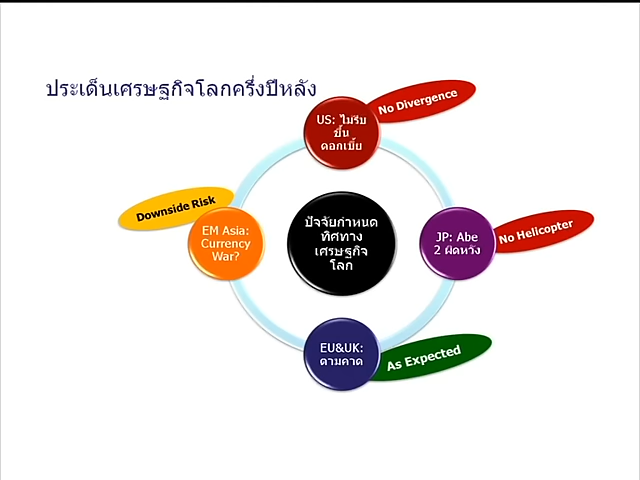 ประเด็นเศรษฐกิจโลกครึ่งปีหลัง
No Divergence
US: ไม่รีบ
ขึ้น
ดอกเบี้ย
Downside Risk
EM Asia:
Currency
War?
ปัจจัยกำหนด
ทิศทาง
เศรษฐกิจ
โลก
JP: Abe
2 ผิดหวัง
No Helicopter
EU&UK:
ตามคาด
As Expected